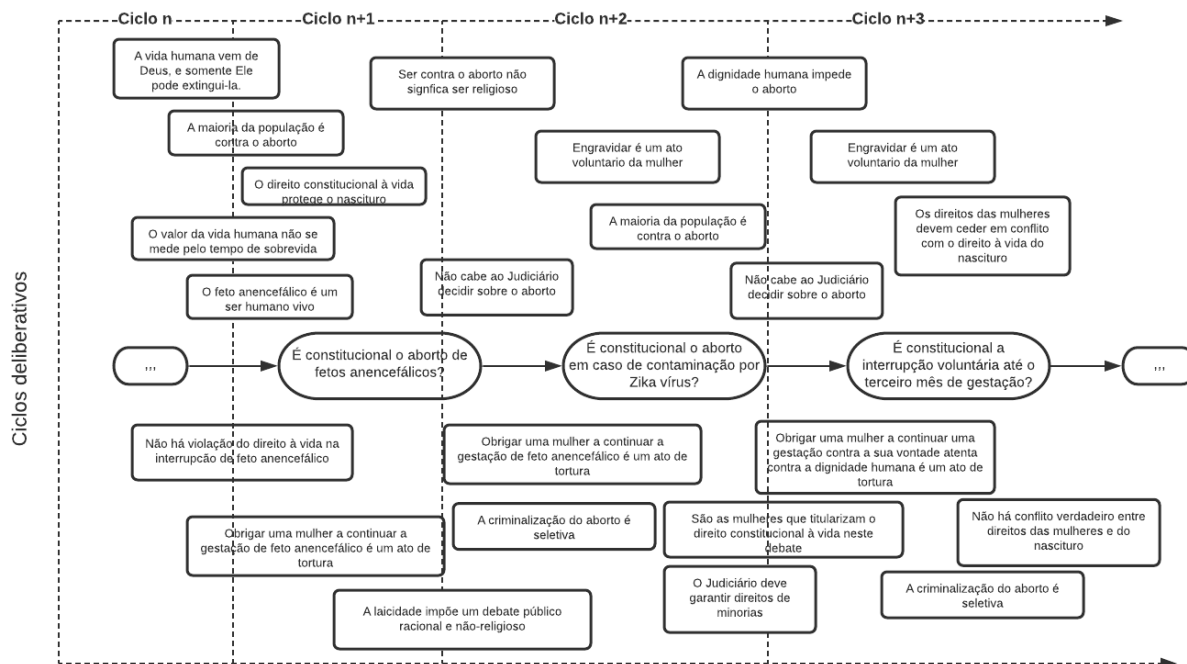 Ciclo n
Ciclo n+1
Ciclo n+2
Ciclo n+3
Ciclos deliberativos
A vida humana vem de
Deus, e somente Ele
pode extingui-la.
Ser contra o aborto não
signfica ser religioso
A dignidade humana impede
o aborto
A maioria da população é
contra o aborto
Engravidar é um ato
voluntario da mulher
Engravidar é um ato
voluntario da mulher
O direito constitucional à vida
protege o nascituro
O valor da vida humana não se
mede pelo tempo de sobrevida
A maioria da população é
contra o aborto
Os direitos das mulheres
devem ceder em conflito
com o direito à vida do
nascituro
O feto anencefálico é um
ser humano vivo
Não cabe ao Judiciário
decidir sobre o aborto
Não cabe ao Judiciário
decidir sobre o aborto
,,,
É constitucional o aborto de
fetos anencefálicos?
É constitucional o aborto
em caso de contaminação por
Zika vírus?
É constitucional a
interrupção voluntária até o
terceiro mês de gestação?
,,,
Não há violação do direito à vida na
interrupcão de feto anencefálico
Obrigar uma mulher a continuar a
gestação de feto anencefálico é um ato de
tortura
Obrigar uma mulher a continuar uma
gestação contra a sua vontade atenta
contra a dignidade humana é um ato de
tortura
Obrigar uma mulher a continuar a
gestação de feto anencefálico é um ato de
tortura
A criminalização do aborto é
seletiva
São as mulheres que titularizam o
direito constitucional à vida neste
debate
Não há conflito verdadeiro entre
direitos das mulheres e do
nascituro
A laicidade impõe um debate público
racional e não-religioso
O Judiciário deve
garantir direitos de
minorias
A criminalização do aborto é
seletiva